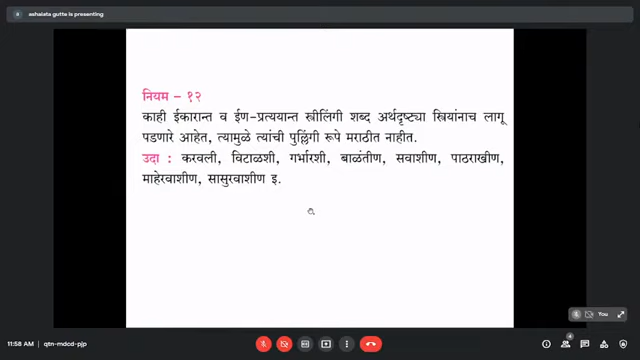 ashalata gutte is presenting
नियम – १२
काही ईकारान्त व ईण-प्रत्ययान्त स्त्रीलिंगी शब्द अर्थदृष्ट्या स्त्रियांनाच लागू
पडणारे आहेत, त्यामुळे त्यांची पुल्लिंगी रूपे मराठीत नाहीत.
उदा : करवली, विटाळशी, गर्भारशी, बाळंतीण, सवाशीण, पाठराखीण,
माहेरवाशीण, सासुरवाशीण इ.
You
11:58 AM | qtn-mdcd-pjp